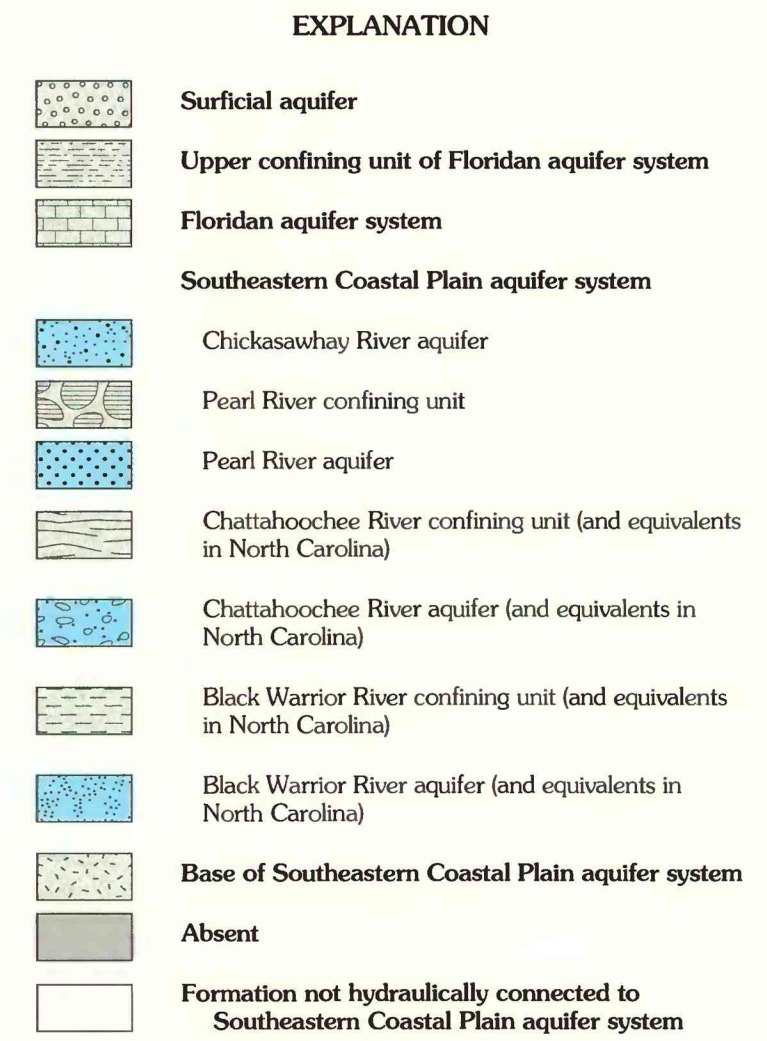 EXPLANATION
Surficial aquifer
Upper confining unit of Floridan aquifer system
Floridan aquifer system
Southeastern Coastal Plain aquifer system
Chickasawhay River aquifer
Pearl River confining unit
Pearl River aquifer
Chattahoochee River confining unit (and equivalents
in North Carolina)
Chattahoochee River aquifer (and equivalents in
North Carolina)
Black Warrior River confining unit (and equivalents
in North Carolina)
Black Warrior River aquifer (and equivalents in
North Carolina)
Base of Southeastern Coastal Plain aquifer system
Absent
Formation not hydraulically connected to
Southeastern Coastal Plain aquifer system